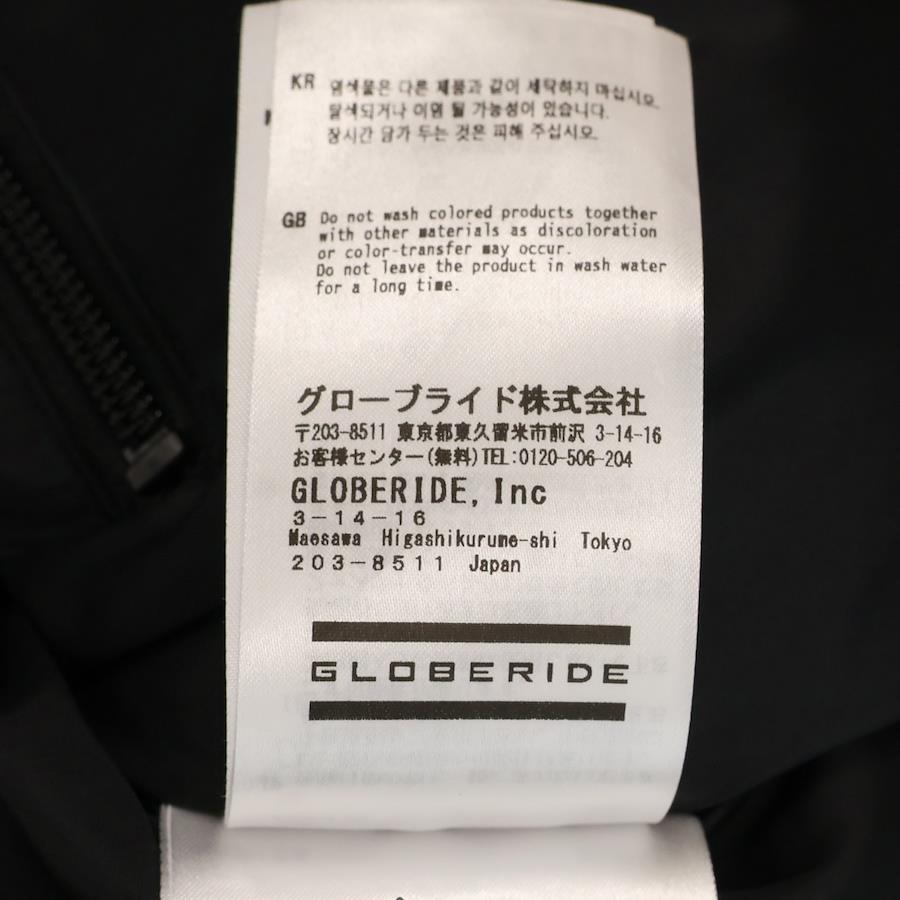 KR 염색물은 다른 제품과 같이 세탁하지 마십시오.
탈색되거나 이염 될 가능성이 있습니다.
장시간 담가 두는 것은 피해 주십시오.
GB Do not wash colored products together
with other materials as discoloration
or color-transfer may occur.
Do not leave the product in wash water
for a long time.
グローブライド株式会社
〒203-8511 東京都東久留米市前沢 3-14-16
お客様センター(無料)TEL:0120-506-204
GLOBERIDE, Inc
3-14-16
Maesawa Higashikurume-shi Tokyo
203-8511 Japan
GLOBERIDE